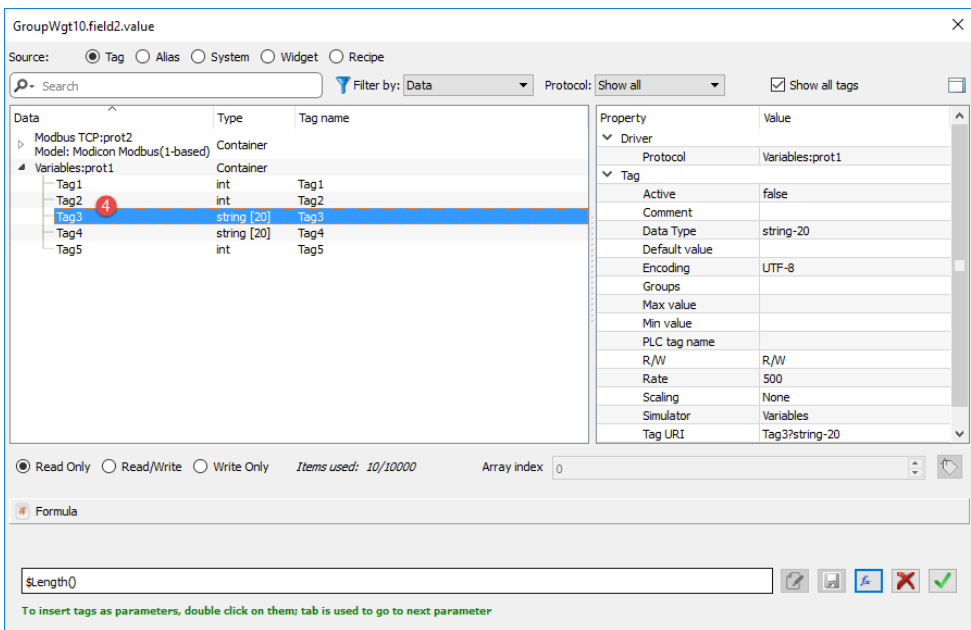 GroupWgt10.field2.value
Source: Tag Alias System Widget Recipe
Search Filter by: Data Protocol: Show all Show all tags
Data Type Tag name
Modbus TCP:prot2
Model: Modicon Modbus(1-based) Container
Variables:prot1 Container
Tag1 int Tag1
Tag2 int Tag2
4
Tag3 string [20] Tag3
Tag4 string [20] Tag4
Tag5 int Tag5
Property Value
Driver
Protocol Variables:prot1
Tag
Active false
Comment
Data Type string-20
Default value
Encoding UTF-8
Groups
Max value
Min value
PLC tag name
R/W R/W
Rate 500
Scaling None
Simulator Variables
Tag URI Tag3?string-20
Read Only Read/Write Write Only Items used: 10/10000 Array index 0
Formula
$Length()
fx
To insert tags as parameters, double click on them; tab is used to go to next parameter